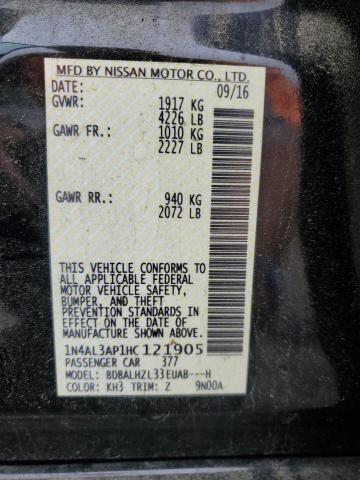 MFD BY NISSAN MOTOR CO., LTD.
DATE: 09/16
GVWR: 1917 KG
4226 LB
GAWR FR.: 1010 KG
2227 LB
GAWR RR.: 940 KG
2072 LB
THIS VEHICLE CONFORMS TO
ALL APPLICABLE FEDERAL
MOTOR VEHICLE SAFETY,
BUMPER, AND THEFT
PREVENTION STANDARDS IN
EFFECT ON THE DATE OF
MANUFACTURE SHOWN ABOVE.
1N4AL3AP1HC 121905
PASSENGER CAR 377
MODEL: BDBALHZL33EUAB---H
COLOR: KH3 TRIM: Z 9N00A